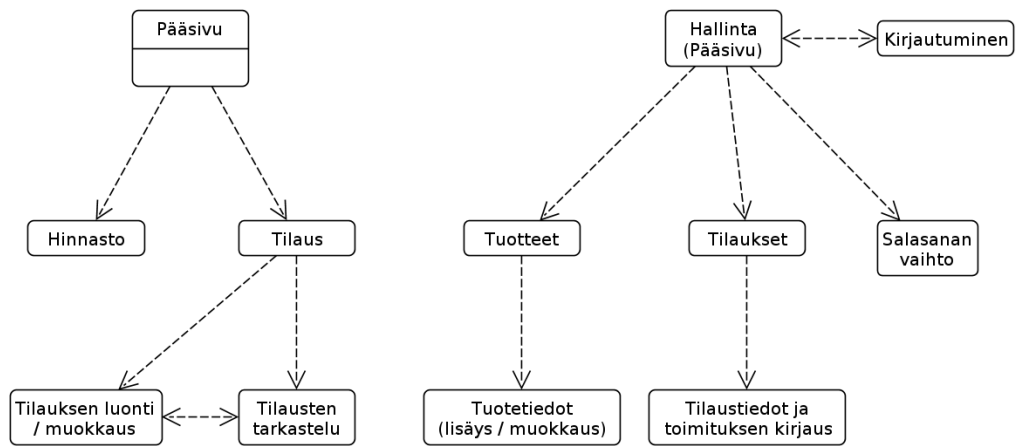 Pääsivu
Hallinta
(Pääsivu)
Kirjautuminen
Hinnasto
Tilaus
Tuotteet
Tilaukset
Salasanan
vaihto
Tilauksen luonti
/ muokkaus
Tilausten
tarkastelu
Tuotetiedot
(lisäys / muokkaus)
Tilaustiedot ja
toimituksen kirjaus